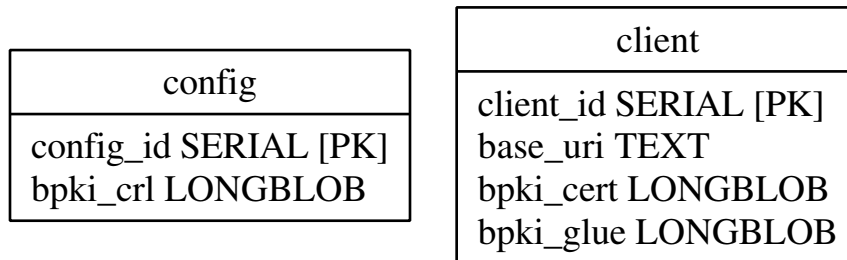 config
config_id SERIAL [PK]
bpki_crl LONGBLOB
client
client_id SERIAL [PK]
base_uri TEXT
bpki_cert LONGBLOB
bpki_glue LONGBLOB